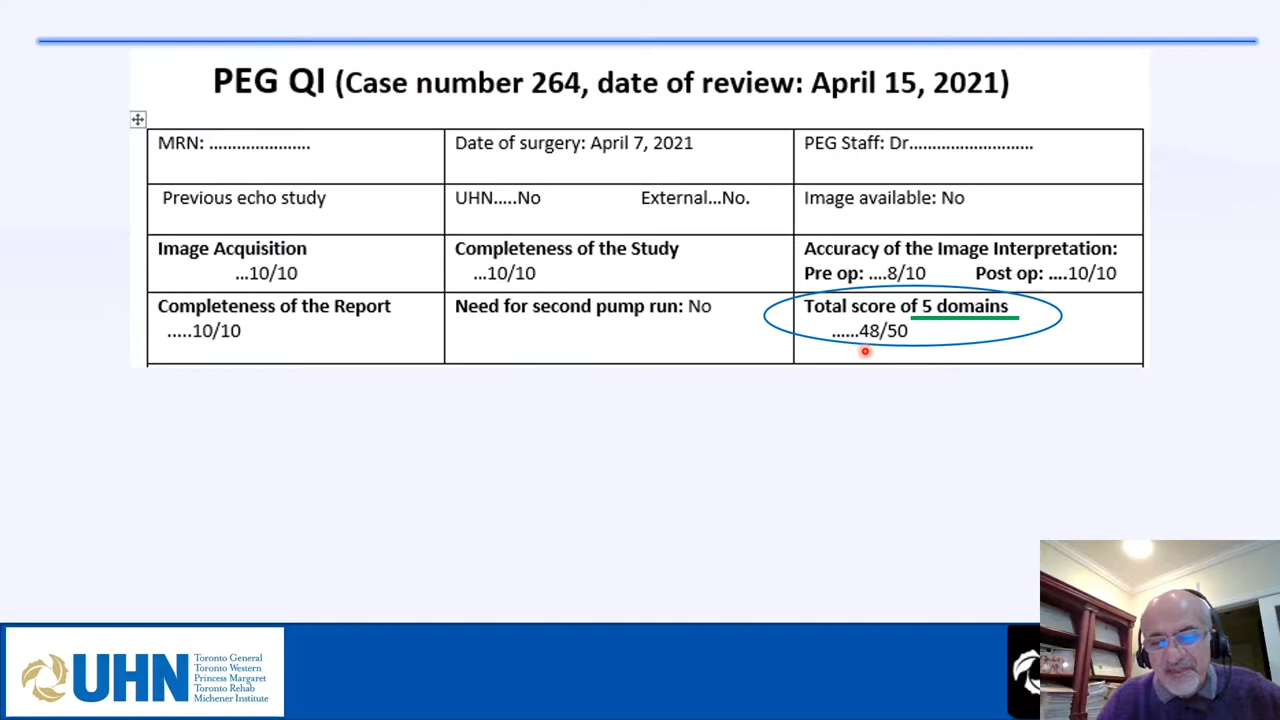 PEG QI (Case number 264, date of review: April 15, 2021)
MRN: ......................
Date of surgery: April 7, 2021
PEG Staff: Dr...........................
Previous echo study
UHN.....No External...No.
Image available: No
Image Acquisition
...10/10
Completeness of the Study
...10/10
Accuracy of the Image Interpretation:
Pre op: ....8/10 Post op: ....10/10
Completeness of the Report
.....10/10
Need for second pump run: No
Total score of 5 domains
......48/50
UHN
Toronto General
Toronto Western
Princess Margaret
Toronto Rehab
Michener Institute